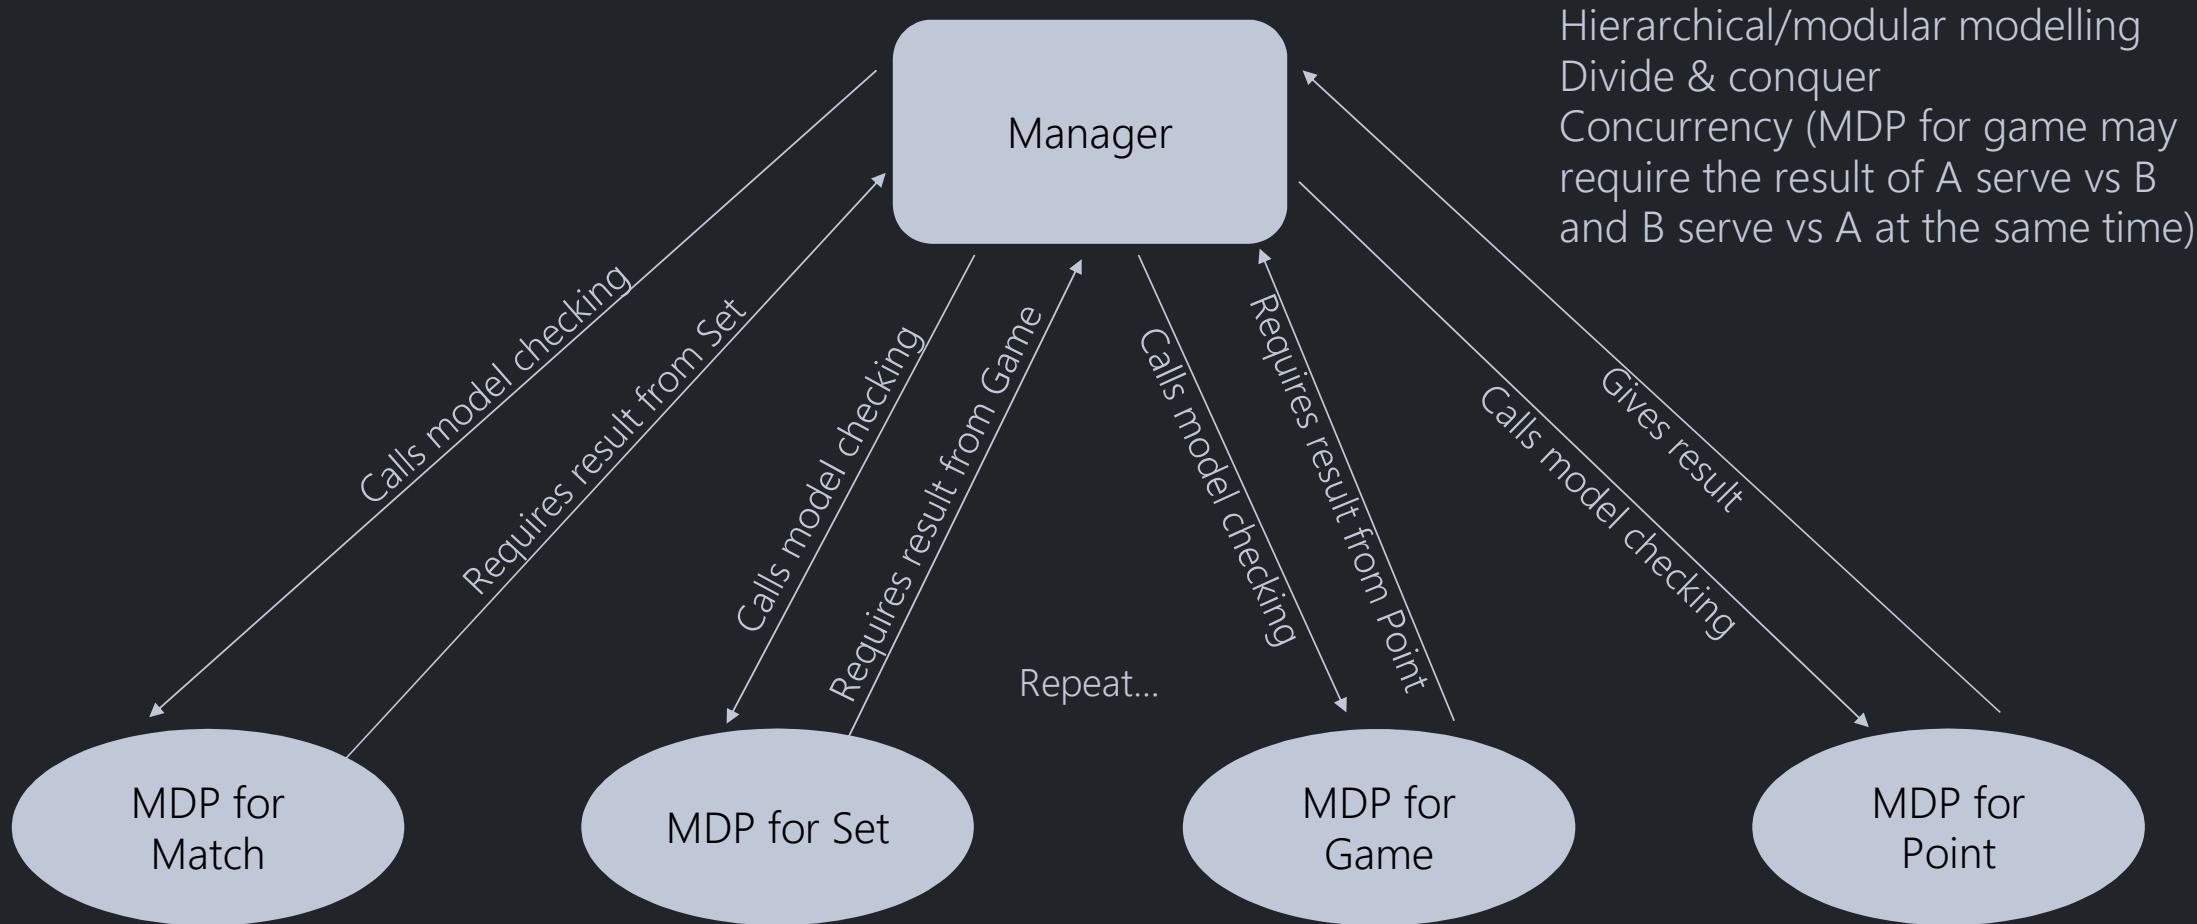 Hierarchical/modular modelling
Divide & conquer
Concurrency (MDP for game may
require the result of A serve vs B
and B serve vs A at the same time)
Manager
Calls model checking
Requires result from Set
Calls model checking
Requires result from Game
Calls model checking
Requires result from Point
Calls model checking
Gives result
Repeat...
MDP for
Match
MDP for Set
MDP for
Game
MDP for
Point